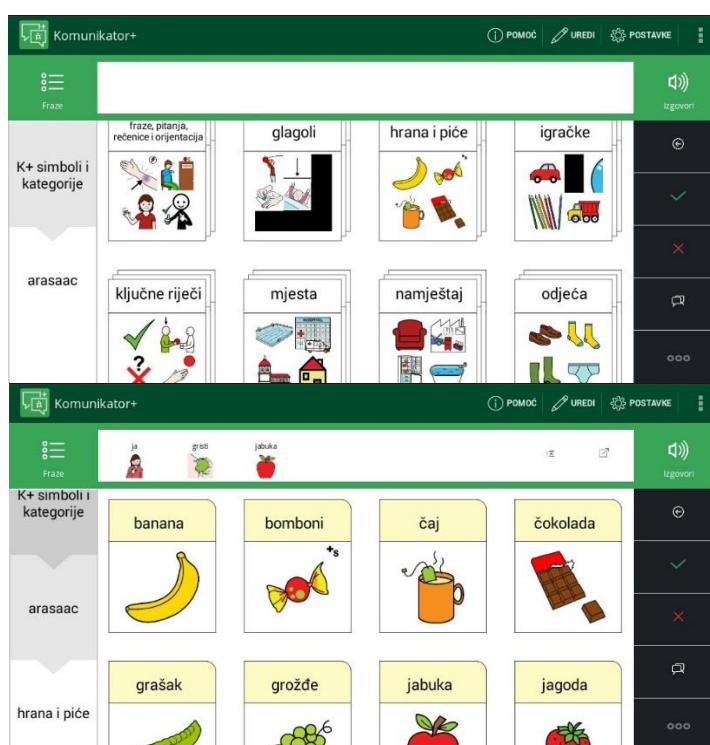 Komunikator+
POMOĆ
UREDI
POSTAVKE
Fraze
Izgovori
K+ simboli i
kategorije
arasaac
fraze, pitanja,
rečenice i orijentacija
glagoli
hrana i piće
igračke
ključne riječi
mjesta
namještaj
odjeća
HOSPITAL
?
Komunikator+
POMOĆ
UREDI
POSTAVKE
Fraze
ja
gristi
jabuka
Izgovori
K+ simboli i
kategorije
arasaac
hrana i piće
banana
bomboni
+s
čaj
čokolada
grašak
grožđe
jabuka
jagoda